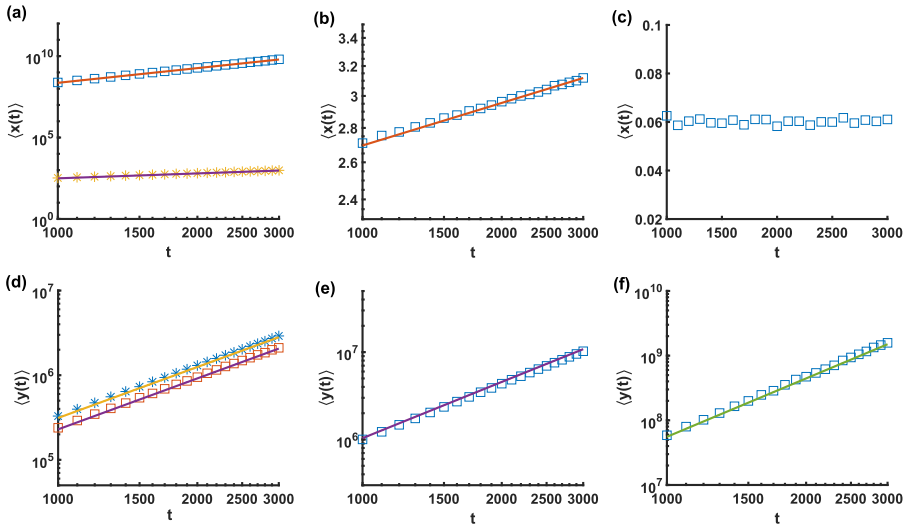 (a)
⟨x(t)⟩
10^10
10^5
10^0
1000 1500 2000 2500 3000
t
(b)
⟨x(t)⟩
3.4
3.2
3
2.8
2.6
2.4
1000 1500 2000 2500 3000
t
(c)
⟨x(t)⟩
0.1
0.08
0.06
0.04
0.02
1000 1500 2000 2500 3000
t
(d)
⟨y(t)⟩
10^7
10^6
10^5
1000 1500 2000 2500 3000
t
(e)
⟨y(t)⟩
10^7
10^6
1000 1500 2000 2500 3000
t
(f)
⟨y(t)⟩
10^10
10^9
10^8
10^7
1000 1500 2000 2500 3000
t